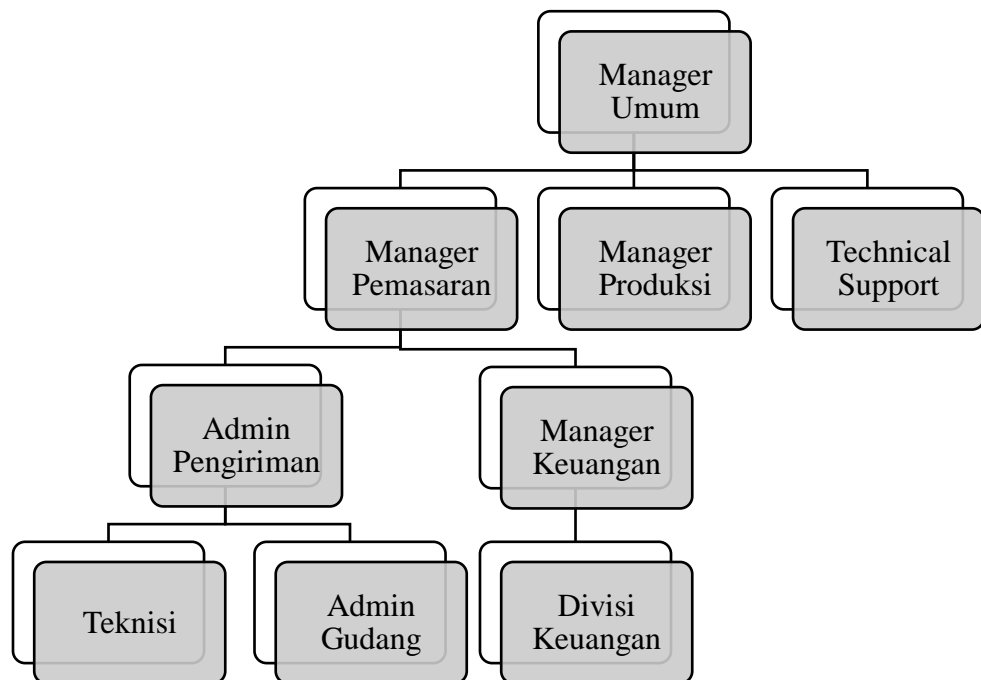 Manager
Umum
Manager
Pemasaran
Manager
Produksi
Technical
Support
Admin
Pengiriman
Manager
Keuangan
Teknisi
Admin
Gudang
Divisi
Keuangan